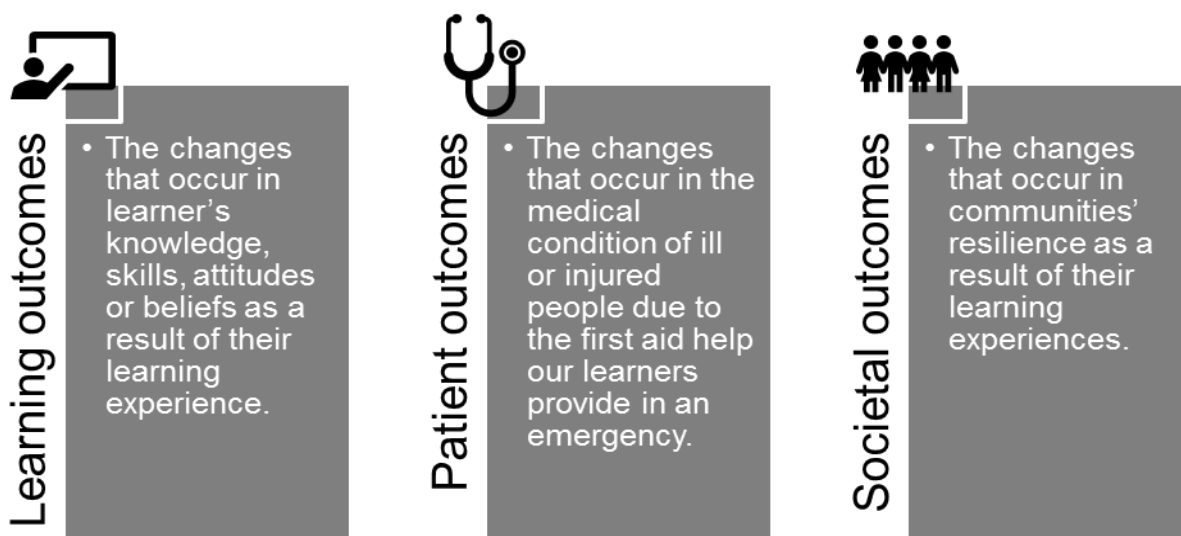 Learning outcomes
• The changes
that occur in
learner’s
knowledge,
skills, attitudes
or beliefs as a
result of their
learning
experience.
Patient outcomes
• The changes
that occur in the
medical
condition of ill
or injured
people due to
the first aid help
our learners
provide in an
emergency.
Societal outcomes
• The changes
that occur in
communities’
resilience as a
result of their
learning
experiences.